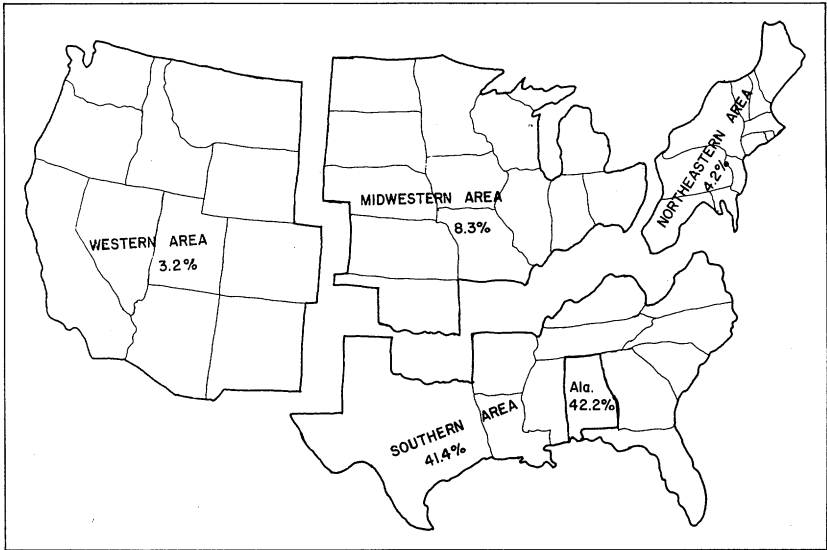 WESTERN AREA
3.2%
MIDWESTERN AREA
8.3%
NORTHEASTERN AREA
4.2%
SOUTHERN AREA
41.4%
Ala.
42.2%